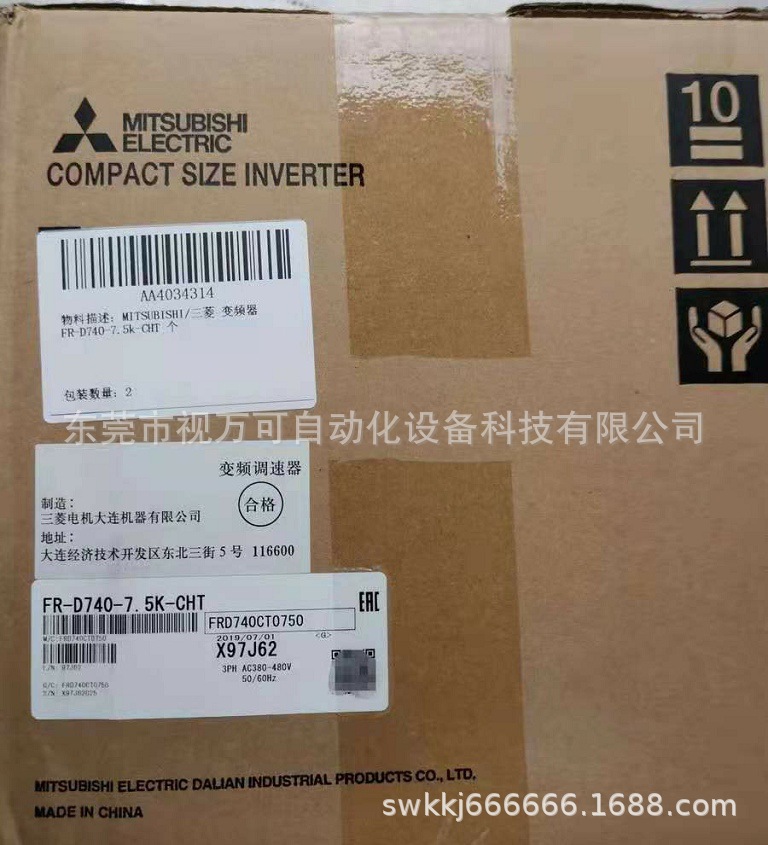 MITSUBISHI
ELECTRIC
COMPACT SIZE INVERTER
10
AA4034314
物料描述: MITSUBISHI/三菱 变频器
FR-D740-7.5k-CHT 个
包装数量: 2
东莞市视万可自动化设备科技有限公司
变频调速器
合格
制造:
三菱电机大连机器有限公司
地址:
大连经济技术开发区东北三街5号 116600
FR-D740-7.5K-CHT
EAC
FRD740CT0750
M/C: FRD740CT0750
2019/07/01 <G>
X97J62
3PH AC380-480V
50/60Hz
G/C: FRD740CT0750
MITSUBISHI ELECTRIC DALIAN INDUSTRIAL PRODUCTS CO., LTD.
MADE IN CHINA
swkkj666666.1688.com